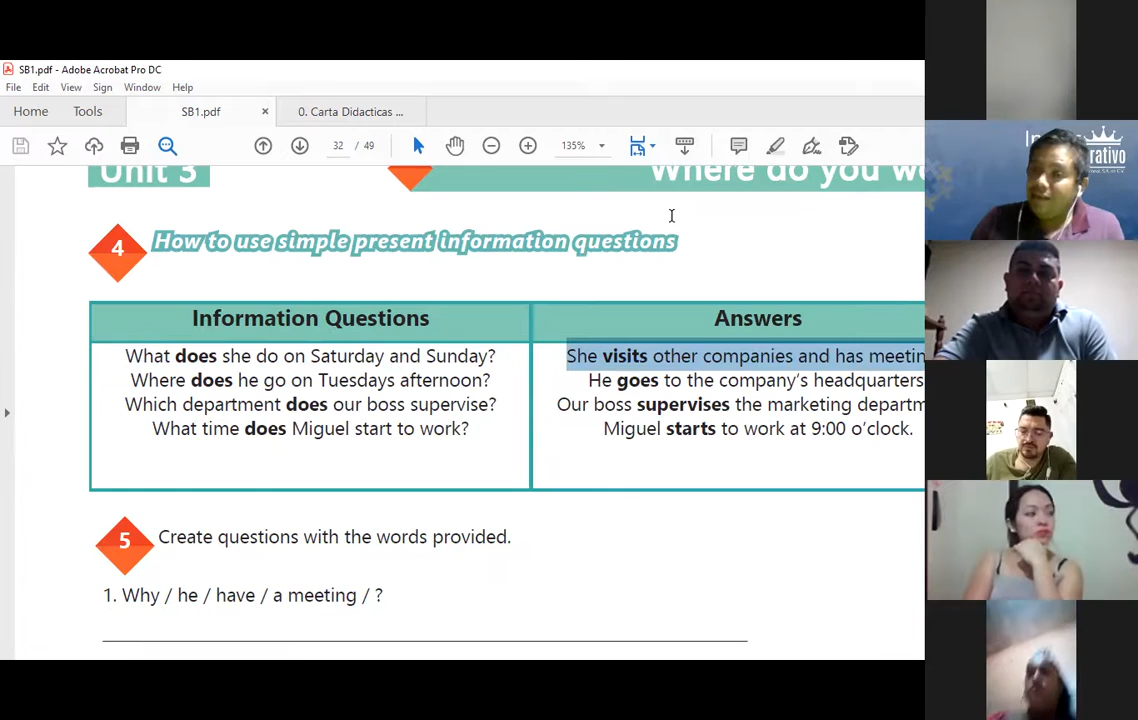 SB1.pdf - Adobe Acrobat Pro DC
File Edit View Sign Window Help
Home Tools SB1.pdf × 0. Carta Didacticas ...
32 / 49 135%
Unit 3 Where do you
4 How to use simple present information questions
Information Questions Answers
What does she do on Saturday and Sunday? She visits other companies and has meetin
Where does he go on Tuesdays afternoon? He goes to the company's headquarters
Which department does our boss supervise? Our boss supervises the marketing departm
What time does Miguel start to work? Miguel starts to work at 9:00 o'clock.
5 Create questions with the words provided.
1. Why / he / have / a meeting / ?
In
rativo